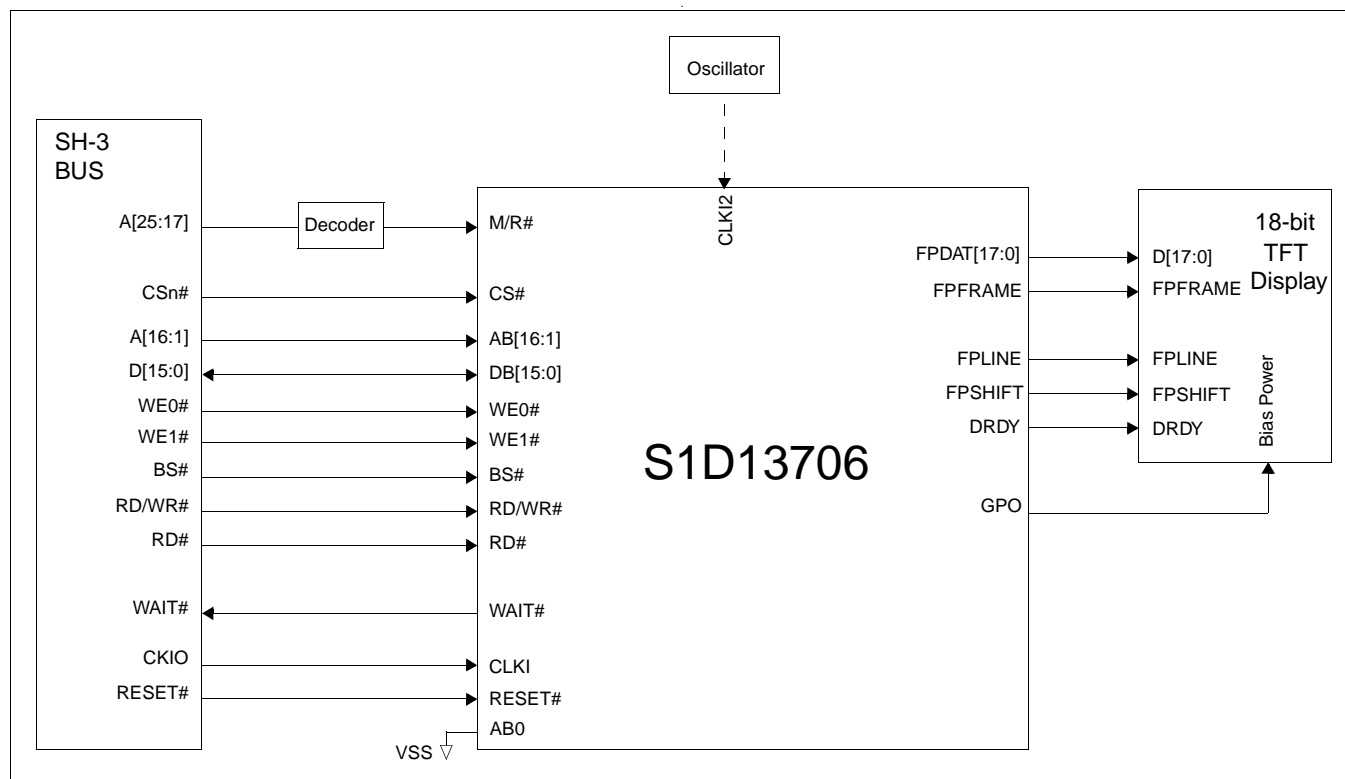 Oscillator
SH-3
BUS
A[25:17]
CSn#
A[16:1]
D[15:0]
WE0#
WE1#
BS#
RD/WR#
RD#
WAIT#
CKIO
RESET#
Decoder
VSS
M/R#
CS#
AB[16:1]
DB[15:0]
WE0#
WE1#
BS#
RD/WR#
RD#
WAIT#
CLKI
RESET#
AB0
CLKI2
S1D13706
FPDAT[17:0]
FPFRAME
FPLINE
FPSHIFT
DRDY
GPO
18-bit
TFT
Display
D[17:0]
FPFRAME
FPLINE
FPSHIFT
DRDY
Bias Power